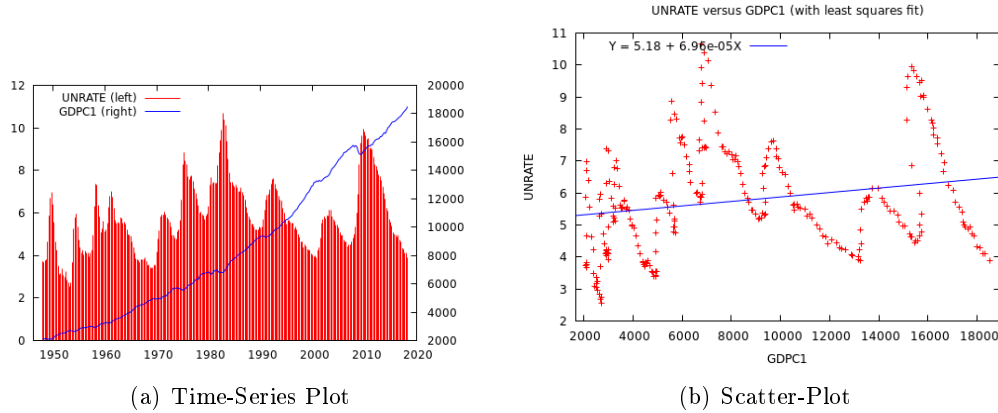 UNRATE (left)
GDPC1 (right)
12
10
8
6
4
2
0
20000
18000
16000
14000
12000
10000
8000
6000
4000
2000
1950 1960 1970 1980 1990 2000 2010 2020
(a) Time-Series Plot
UNRATE versus GDPC1 (with least squares fit)
Y = 5.18 + 6.96e-05X
11
10
9
8
7
6
5
4
3
2
UNRATE
2000 4000 6000 8000 10000 12000 14000 16000 18000
GDPC1
(b) Scatter-Plot